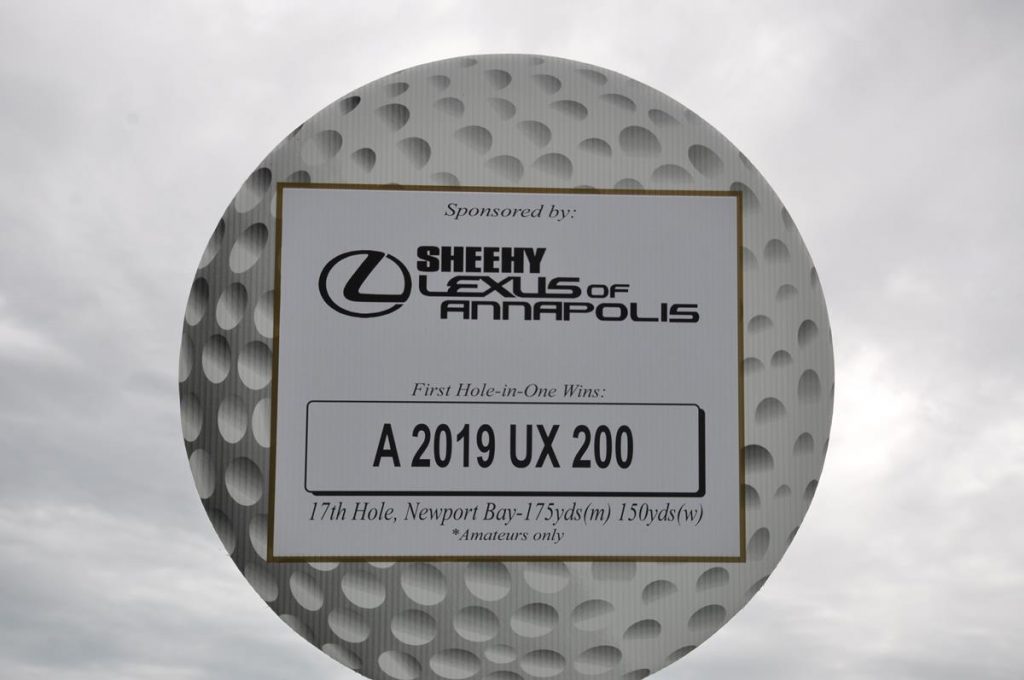 Sponsored by:
SHEEHY
LEXUS OF
ANNAPOLIS
First Hole-in-One Wins:
A 2019 UX 200
17th Hole, Newport Bay-175yds(m) 150yds(w)
*Amateurs only